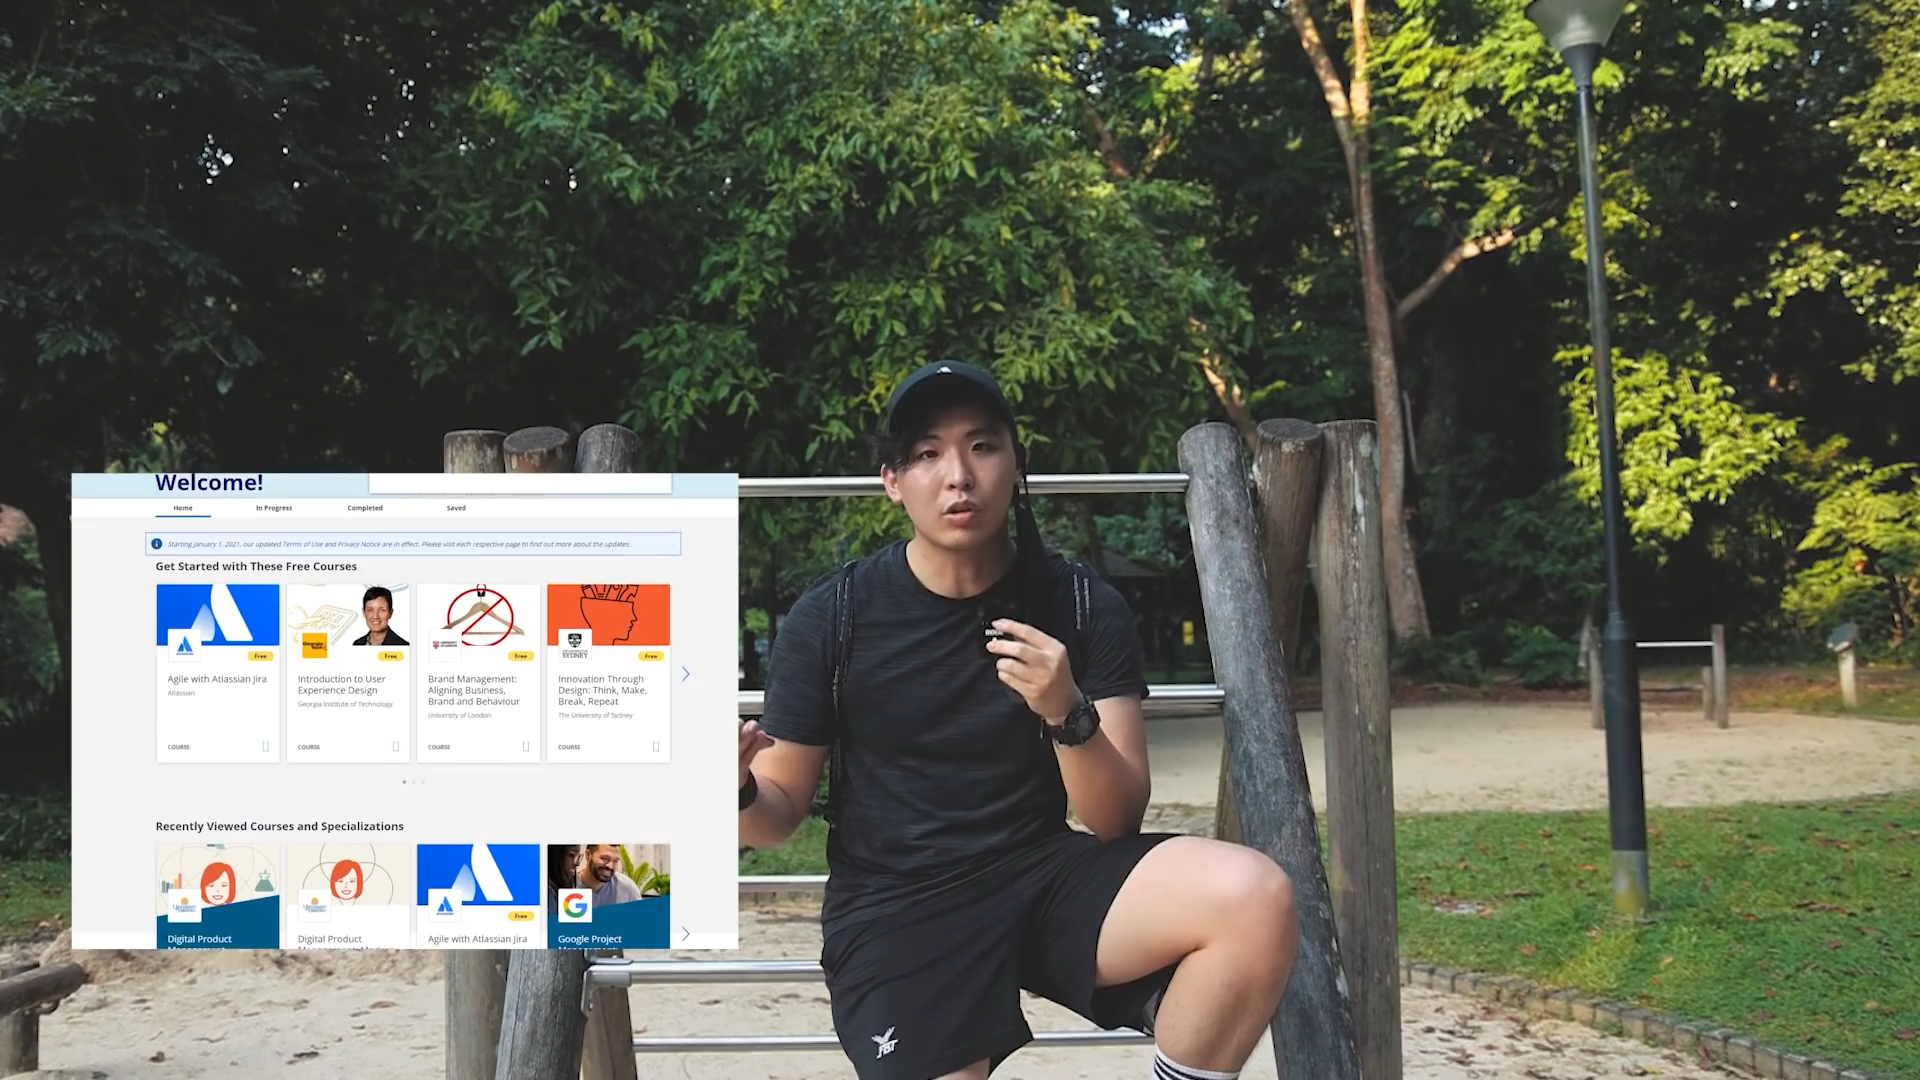 Welcome!
Home In Progress Completed Saved
Starting January 1, 2021, our updated Terms of Use and Privacy Notice are in effect. Please visit each respective page to find out more about the updates.
Get Started with These Free Courses
Free Free Free Free
Agile with Atlassian Jira
Atlassian
COURSE
Introduction to User
Experience Design
Georgia Institute of Technology
COURSE
Brand Management:
Aligning Business,
Brand and Behaviour
University of London
COURSE
SYDNEY
Innovation Through
Design: Think, Make,
Break, Repeat
The University of Sydney
COURSE
Recently Viewed Courses and Specializations
Digital Product
Digital Product
Free
Agile with Atlassian Jira
Google Project
FBT